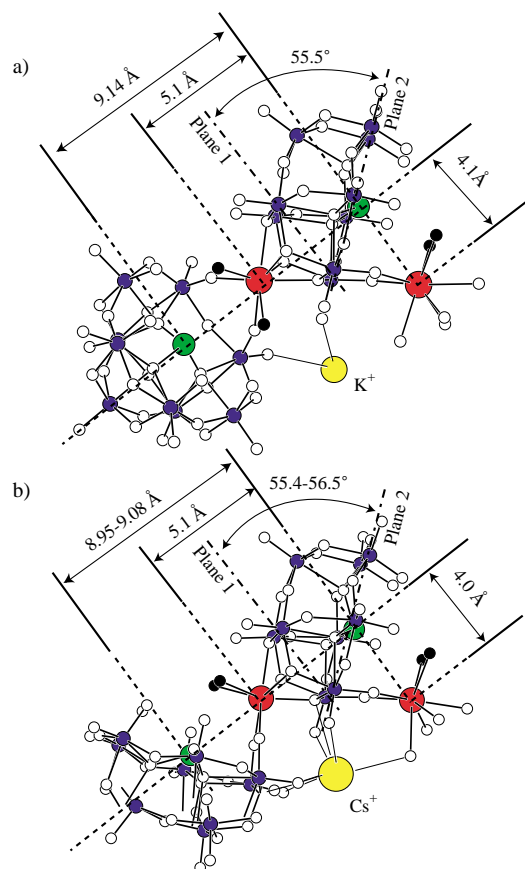 a)
9.14 Å
5.1 Å
55.5°
Plane 1
Plane 2
4.1Å
K+
b)
8.95-9.08 Å
5.1 Å
55.4-56.5°
Plane 1
Plane 2
4.0 Å
Cs+